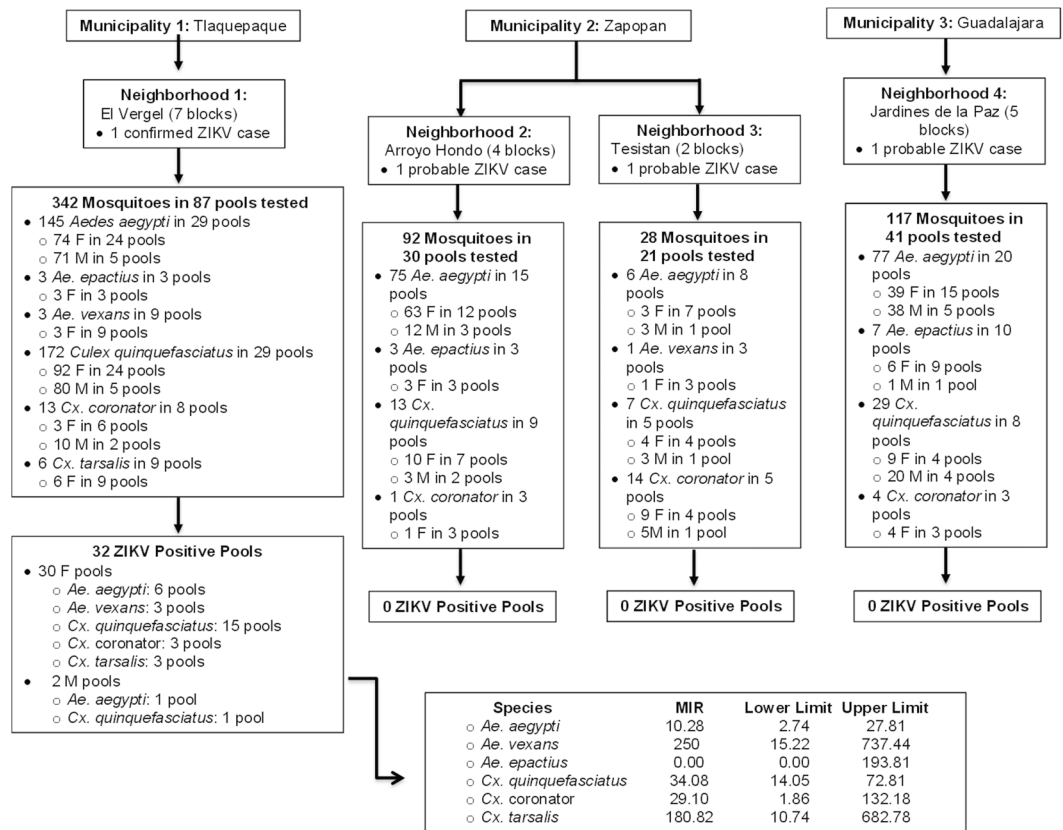 Municipality 1: Tlaquepaque
Neighborhood 1:
El Vergel (7 blocks)
• 1 confirmed ZIKV case
342 Mosquitoes in 87 pools tested
• 145 Aedes aegypti in 29 pools
○ 74 F in 24 pools
○ 71 M in 5 pools
• 3 Ae. epactius in 3 pools
○ 3 F in 3 pools
• 3 Ae. vexans in 9 pools
○ 3 F in 9 pools
• 172 Culex quinquefasciatus in 29 pools
○ 92 F in 24 pools
○ 80 M in 5 pools
• 13 Cx. coronator in 8 pools
○ 3 F in 6 pools
○ 10 M in 2 pools
• 6 Cx. tarsalis in 9 pools
○ 6 F in 9 pools
32 ZIKV Positive Pools
• 30 F pools
○ Ae. aegypti: 6 pools
○ Ae. vexans: 3 pools
○ Cx. quinquefasciatus: 15 pools
○ Cx. coronator: 3 pools
○ Cx. tarsalis: 3 pools
• 2 M pools
○ Ae. aegypti: 1 pool
○ Cx. quinquefasciatus: 1 pool
Municipality 2: Zapopan
Neighborhood 2:
Arroyo Hondo (4 blocks)
• 1 probable ZIKV case
92 Mosquitoes in
30 pools tested
• 75 Ae. aegypti in 15
pools
○ 63 F in 12 pools
○ 12 M in 3 pools
• 3 Ae. epactius in 3
pools
○ 3 F in 3 pools
• 13 Cx.
quinquefasciatus in 9
pools
○ 10 F in 7 pools
○ 3 M in 2 pools
• 1 Cx. coronator in 3
pools
○ 1 F in 3 pools
0 ZIKV Positive Pools
Neighborhood 3:
Tesistan (2 blocks)
• 1 probable ZIKV case
28 Mosquitoes in
21 pools tested
• 6 Ae. aegypti in 8
pools
○ 3 F in 7 pools
○ 3 M in 1 pool
• 1 Ae. vexans in 3
pools
○ 1 F in 3 pools
• 7 Cx. quinquefasciatus
in 5 pools
○ 4 F in 4 pools
○ 3 M in 1 pool
• 14 Cx. coronator in 5
pools
○ 9 F in 4 pools
○ 5M in 1 pool
0 ZIKV Positive Pools
Municipality 3: Guadalajara
Neighborhood 4:
Jardines de la Paz (5
blocks)
• 1 probable ZIKV case
117 Mosquitoes in
41 pools tested
• 77 Ae. aegypti in 20
pools
○ 39 F in 15 pools
○ 38 M in 5 pools
• 7 Ae. epactius in 10
pools
○ 6 F in 9 pools
○ 1 M in 1 pool
• 29 Cx.
quinquefasciatus in 8
pools
○ 9 F in 4 pools
○ 20 M in 4 pools
• 4 Cx. coronator in 3
pools
○ 4 F in 3 pools
0 ZIKV Positive Pools
Species MIR Lower Limit Upper Limit
○ Ae. aegypti 10.28 2.74 27.81
○ Ae. vexans 250 15.22 737.44
○ Ae. epactius 0.00 0.00 193.81
○ Cx. quinquefasciatus 34.08 14.05 72.81
○ Cx. coronator 29.10 1.86 132.18
○ Cx. tarsalis 180.82 10.74 682.78